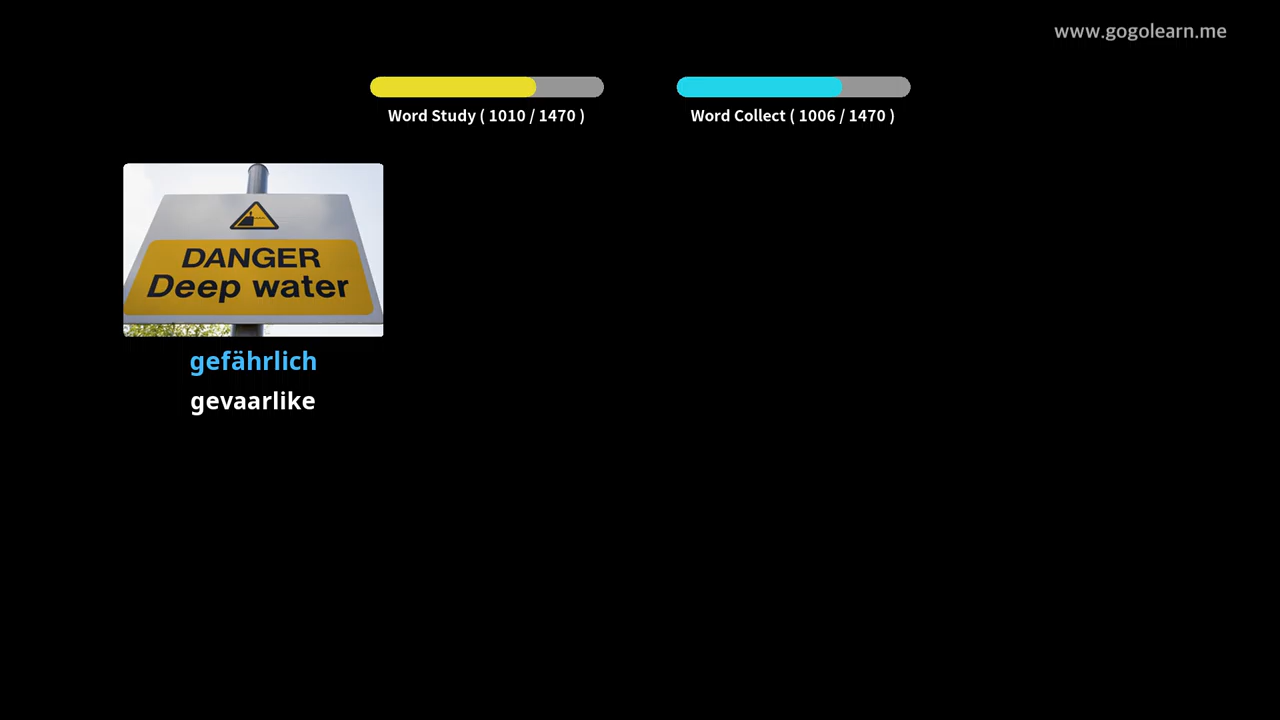 www.gogolearn.me
Word Study ( 1010 / 1470 )
Word Collect ( 1006 / 1470 )
DANGER
Deep water
gefährlich
gevaarlike